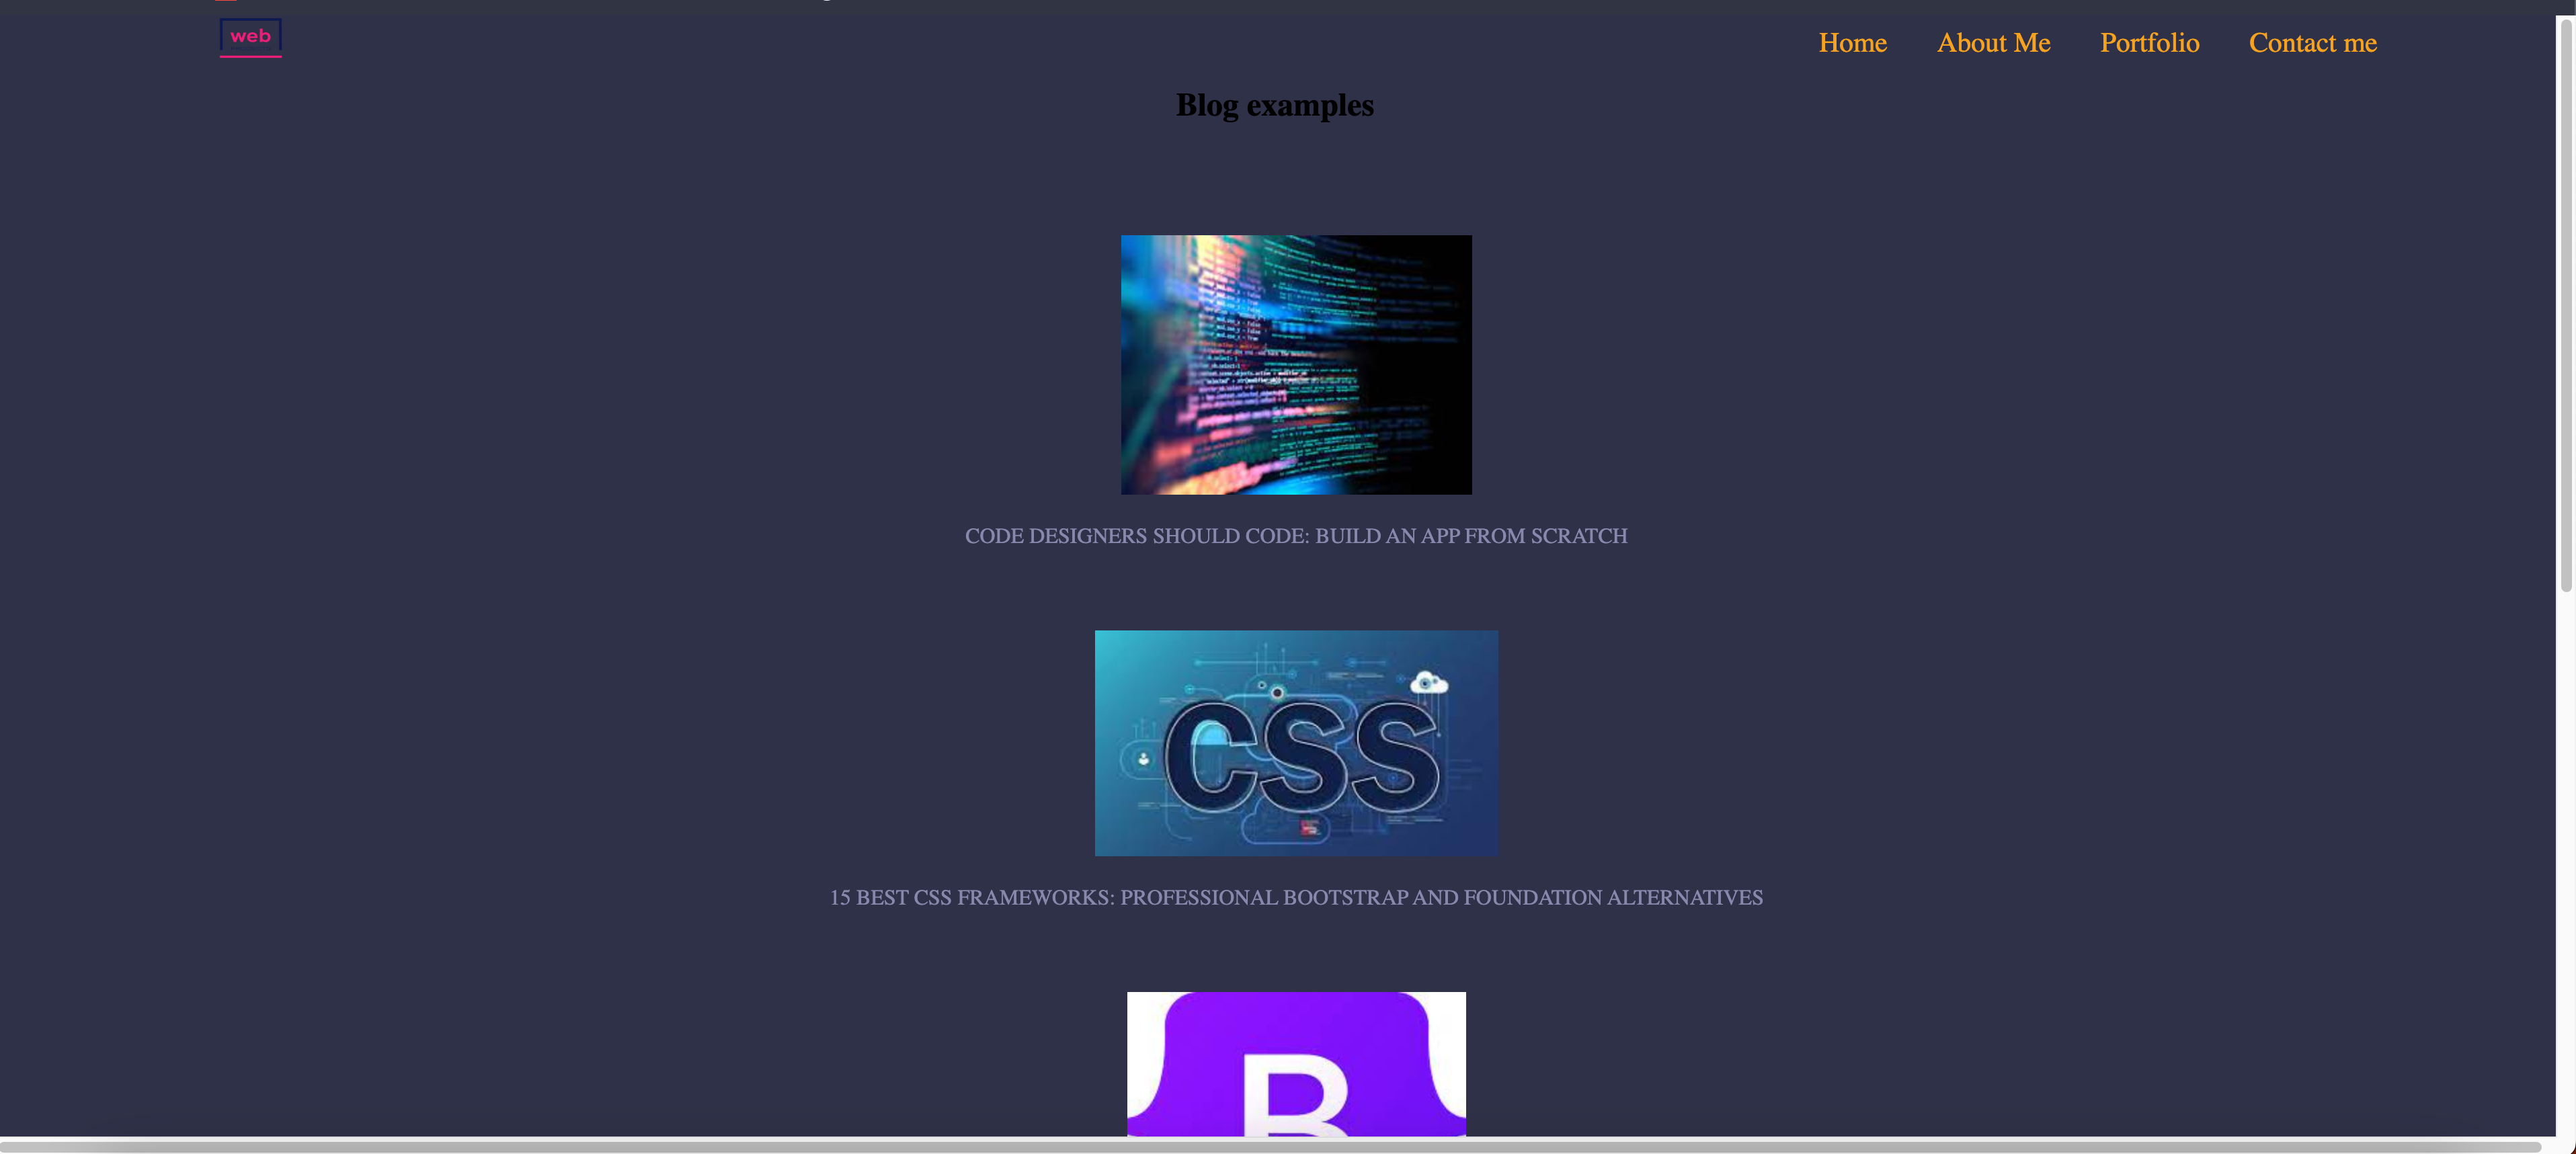 web
Home About Me Portfolio Contact me
Blog examples
CODE DESIGNERS SHOULD CODE: BUILD AN APP FROM SCRATCH
CSS
15 BEST CSS FRAMEWORKS: PROFESSIONAL BOOTSTRAP AND FOUNDATION ALTERNATIVES
B